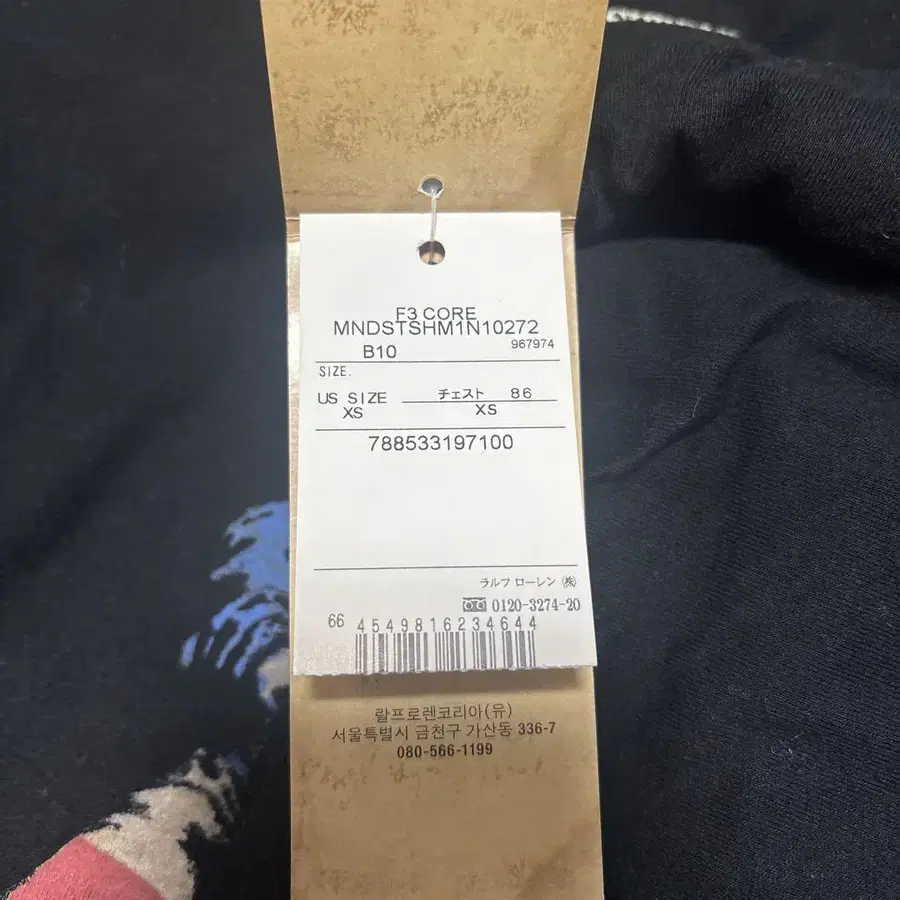 F3 CORE
MNDSTSHM1N10272
B10 967974
SIZE.
US SIZE チェスト 86
XS XS
788533197100
ラルフ ローレン ㈱
0120-3274-20
66 4549816234644
랄프로렌코리아(유)
서울특별시 금천구 가산동 336-7
080-566-1199